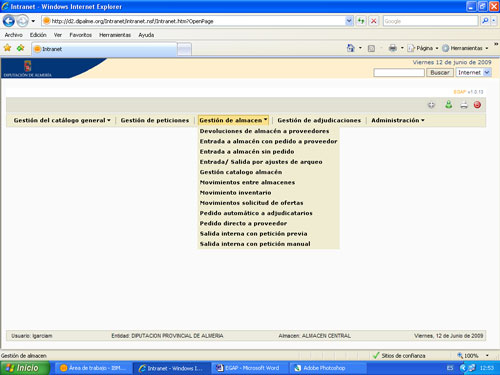 Intranet - Windows Internet Explorer
http://d2.dipalme.org/Intranet/intranet.nsf/Intranet.htm?OpenPage
Google
Archivo Edición Ver Favoritos Herramientas Ayuda
Intranet
Página Herramientas
Viernes 12 de junio de 2009
DIPUTACIÓN DE ALMERÍA
Buscar Internet
EGAP v1.0.13
Gestión del catálogo general Gestión de peticiones Gestión de almacen Gestión de adjudicaciones Administración
Devoluciones de almacén a proveedores
Entrada a almacén con pedido a proveedor
Entrada a almacén sin pedido
Entrada/ Salida por ajustes de arqueo
Gestión catalogo almacén
Movimientos entre almacenes
Movimiento inventario
Movimientos solicitud de ofertas
Pedido automático a adjudicatarios
Pedido directo a proveedor
Salida interna con petición previa
Salida interna con petición manual
Usuario: lgarciam Entidad: DIPUTACION PROVINCIAL DE ALMERIA Almacen: ALMACEN CENTRAL Viernes, 12 de Junio de 2009
Gestión de almacen Sitios de confianza 100%
Inicio Área de trabajo - IBM... Intranet - Windows I... EGAP - Microsoft Word Adobe Photoshop ES 12:53